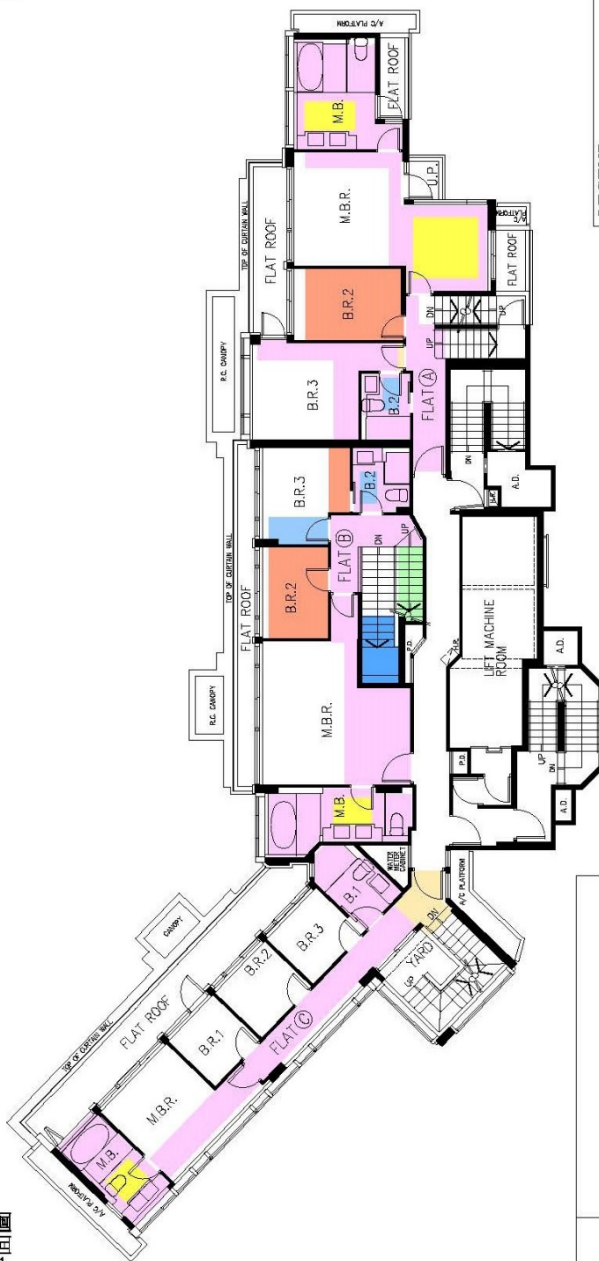 A/C PLATFORM
FLAT ROOF
M.B.
U.P.
M.B.R.
TOP OF CURTAIN WALL
FLAT ROOF
A/C PLATFORM
FLAT ROOF
B.R.2
DN
UP
UP
R.C. CANOPY
B.R.3
B.2
FLAT A
DN
A.D.
H.R.
B.R.3
B.2
FLAT B
DN
UP
TOP OF CURTAIN WALL
FLAT ROOF
B.R.2
P.D.
H.R.
LIFT MACHINE
ROOM
A.D.
R.C. CANOPY
M.B.R.
P.D.
UP
DN
A.D.
M.B.
WATER
METER
CABINET
A/C PLATFORM
B.1
DN
CANOPY
B.R.3
B.R.2
YARD
UP
FLAT ROOF
TOP OF CURTAIN WALL
B.R.1
FLAT C
M.B.R.
M.B.
A/C PLATFORM